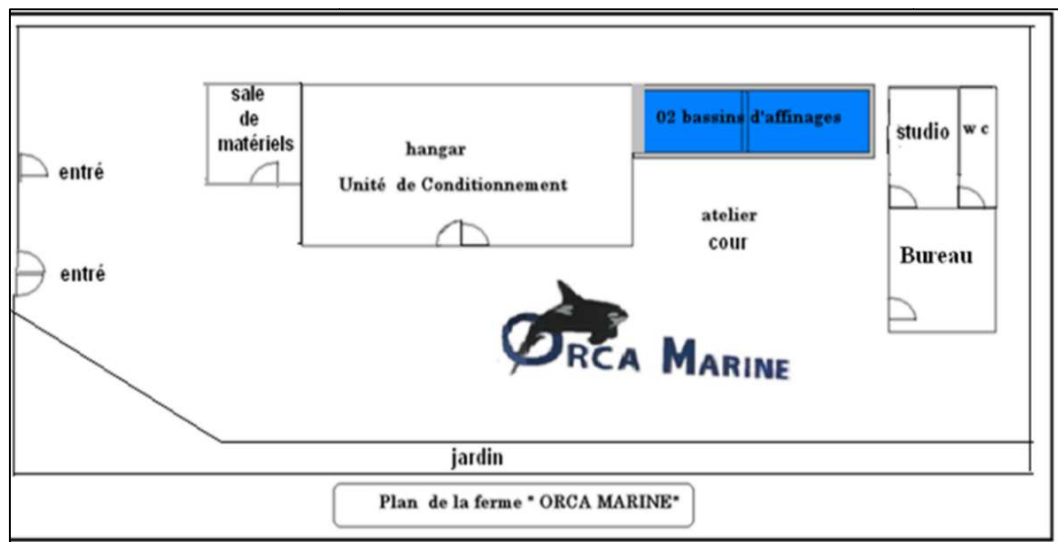 sale
de
matériels
hangar
Unité de Conditionnement
02 bassins d'affinages
studio
w c
entré
atelier
cour
Bureau
entré
ORCA MARINE
jardin
Plan de la ferme " ORCA MARINE"